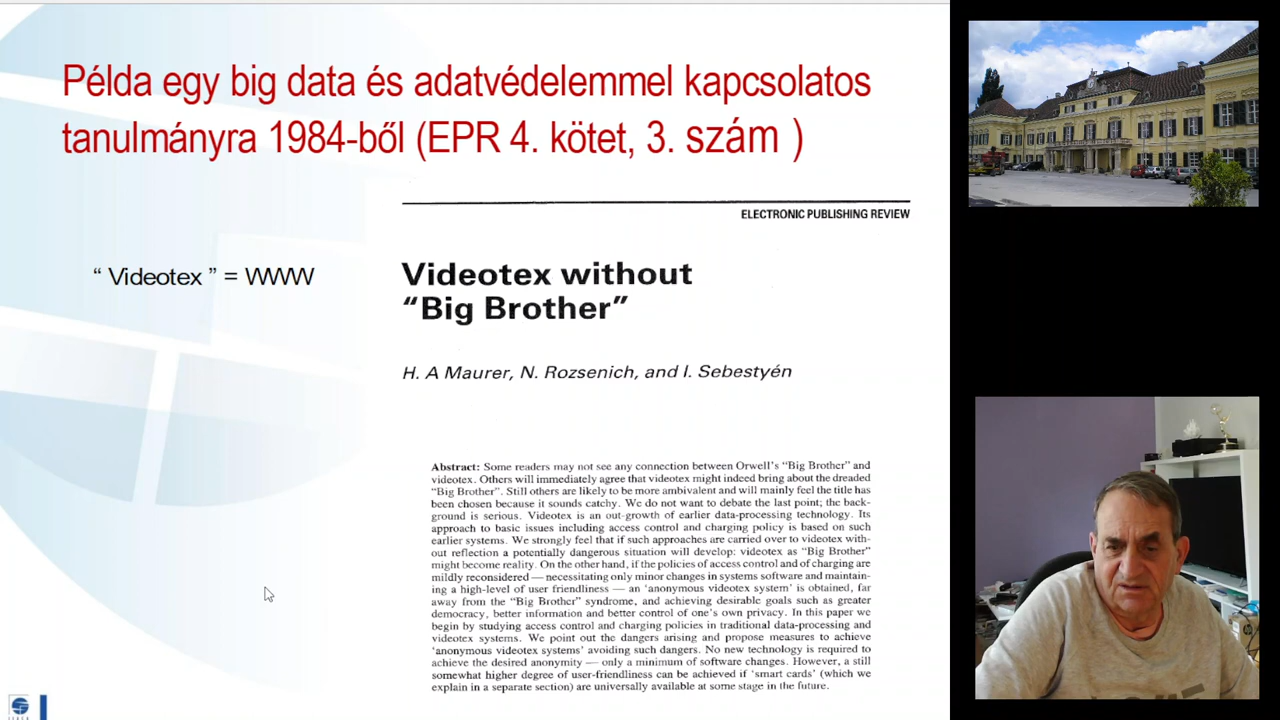 Példa egy big data és adatvédelemmel kapcsolatos
tanulmányra 1984-ből (EPR 4. kötet, 3. szám )
ELECTRONIC PUBLISHING REVIEW
“ Videotex ” = WWW
Videotex without
“Big Brother”
H. A Maurer, N. Rozsenich, and I. Sebestyén
Abstract: Some readers may not see any connection between Orwell's “Big Brother” and
videotex. Others will immediately agree that videotex might indeed bring about the dreaded
“Big Brother”. Still others are likely to be more ambivalent and will mainly feel the title has
been chosen because it sounds catchy. We do not want to debate the last point; the back-
ground is serious. Videotex is an out-growth of earlier data-processing technology. Its
approach to basic issues including access control and charging policy is based on such
earlier systems. We strongly feel that if such approaches are carried over to videotex with-
out reflection a potentially dangerous situation will develop: videotex as “Big Brother”
might become reality. On the other hand, if the policies of access control and of charging are
mildly reconsidered — necessitating only minor changes in systems software and maintain-
ing a high-level of user friendliness — an ‘anonymous videotex system’ is obtained, far
away from the “Big Brother” syndrome, and achieving desirable goals such as greater
democracy, better information and better control of one's own privacy. In this paper we
begin by studying access control and charging policies in traditional data-processing and
videotex systems. We point out the dangers arising and propose measures to achieve
‘anonymous videotex systems’ avoiding such dangers. No new technology is required to
achieve the desired anonymity — only a minimum of software changes. However, a still
somewhat higher degree of user-friendliness can be achieved if ‘smart cards’ (which we
explain in a separate section) are universally available at some stage in the future.